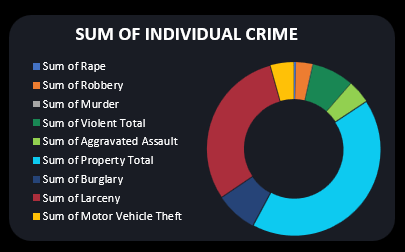 SUM OF INDIVIDUAL CRIME
Sum of Rape
Sum of Robbery
Sum of Murder
Sum of Violent Total
Sum of Aggravated Assault
Sum of Property Total
Sum of Burglary
Sum of Larceny
Sum of Motor Vehicle Theft